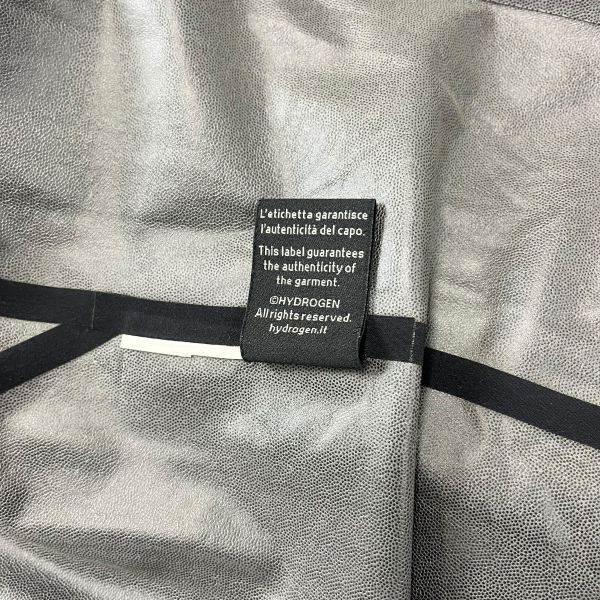 L'etichetta garantisce
l'autenticità del capo.
This label guarantees
the authenticity of
the garment.
©HYDROGEN
All rights reserved.
hydrogen.it